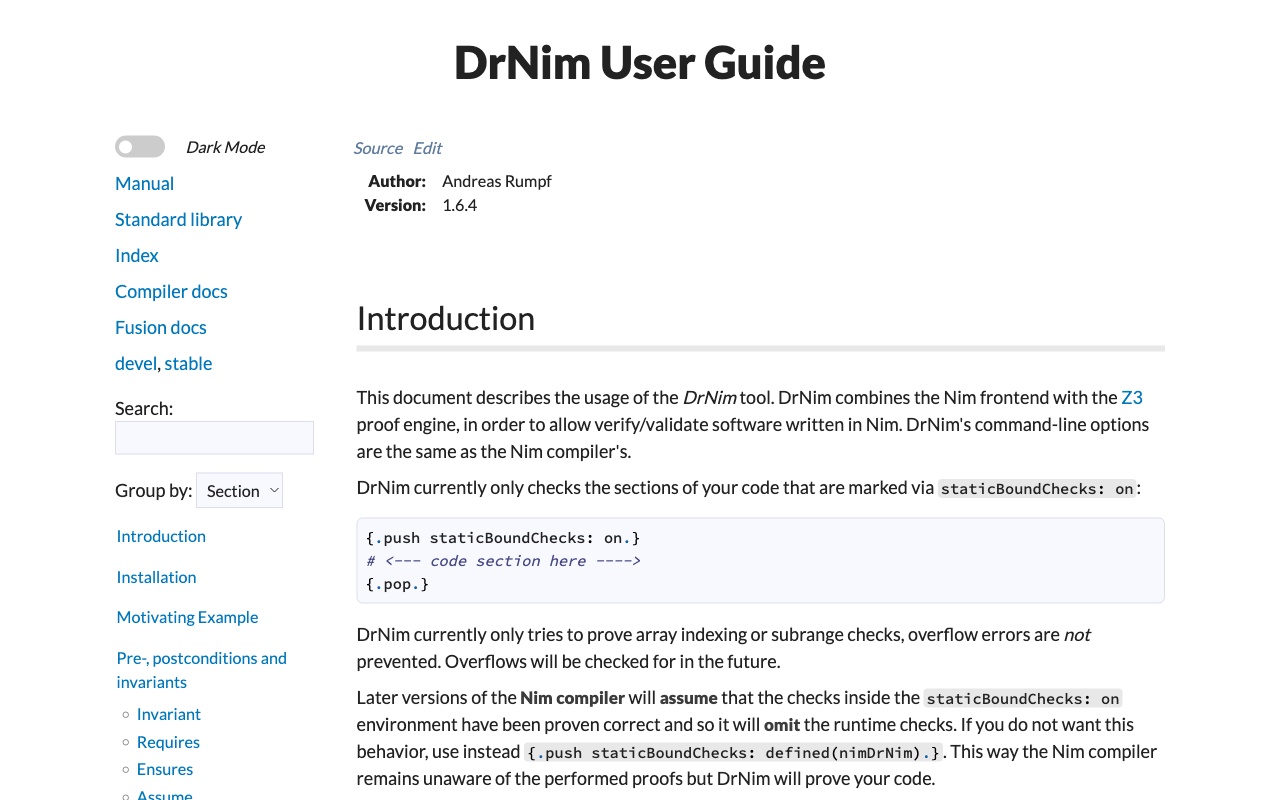 DrNim User Guide
Dark Mode
Manual
Standard library
Index
Compiler docs
Fusion docs
devel, stable
Search:
Group by: Section
Introduction
Installation
Motivating Example
Pre-, postconditions and
invariants
Invariant
Requires
Ensures
Assume
Source Edit
Author: Andreas Rumpf
Version: 1.6.4
Introduction
This document describes the usage of the DrNim tool. DrNim combines the Nim frontend with the Z3
proof engine, in order to allow verify/validate software written in Nim. DrNim's command-line options
are the same as the Nim compiler's.
DrNim currently only checks the sections of your code that are marked via staticBoundChecks: on:
{.push staticBoundChecks: on.}
# <--- code section here ---->
{.pop.}
DrNim currently only tries to prove array indexing or subrange checks, overflow errors are not
prevented. Overflows will be checked for in the future.
Later versions of the Nim compiler will assume that the checks inside the staticBoundChecks: on
environment have been proven correct and so it will omit the runtime checks. If you do not want this
behavior, use instead {.push staticBoundChecks: defined(nimDrNim).}. This way the Nim compiler
remains unaware of the performed proofs but DrNim will prove your code.